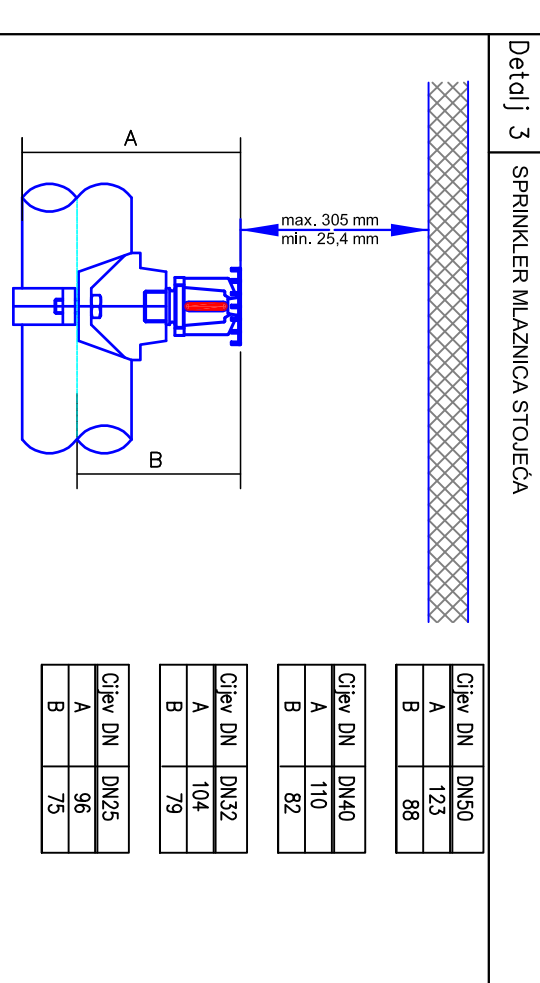 Detalj 3
SPRINKLER MLAZNICA STOJEĆA
A
max. 305 mm
min. 25,4 mm
B
Cijev DN DN50
A 123
B 88
Cijev DN DN40
A 110
B 82
Cijev DN DN32
A 104
B 79
Cijev DN DN25
A 96
B 75